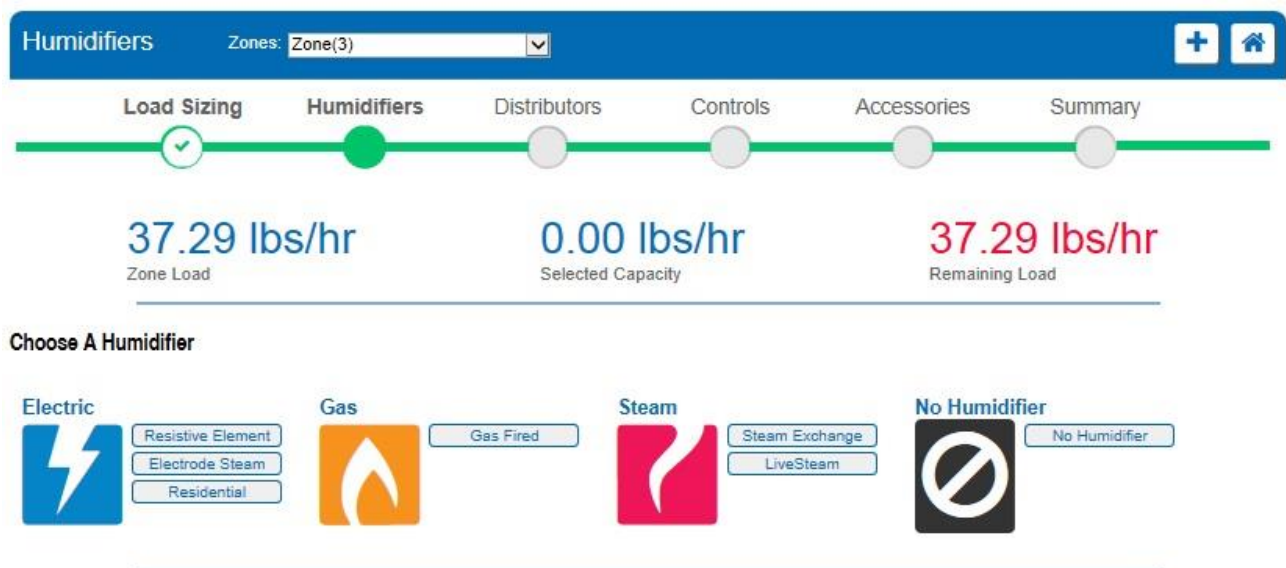 Humidifiers Zones: Zone(3)
Load Sizing Humidifiers Distributors Controls Accessories Summary
37.29 lbs/hr 0.00 lbs/hr 37.29 lbs/hr
Zone Load Selected Capacity Remaining Load
Choose A Humidifier
Electric Gas Steam No Humidifier
Resistive Element Gas Fired Steam Exchange No Humidifier
Electrode Steam LiveSteam
Residential